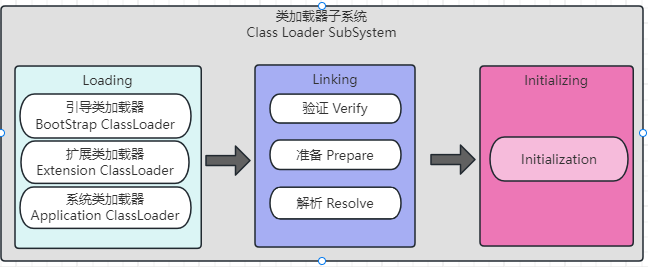 类加载器子系统
Class Loader SubSystem
Loading
引导类加载器
BootStrap ClassLoader
扩展类加载器
Extension ClassLoader
系统类加载器
Application ClassLoader
Linking
验证 Verify
准备 Prepare
解析 Resolve
Initializing
Initialization